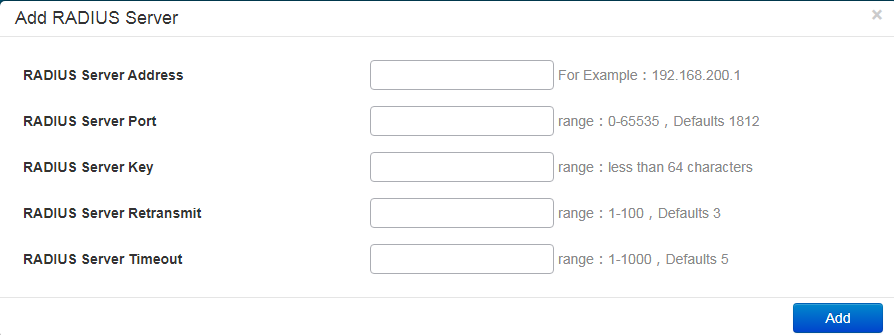 Add RADIUS Server ×
RADIUS Server Address For Example：192.168.200.1
RADIUS Server Port range：0-65535，Defaults 1812
RADIUS Server Key range：less than 64 characters
RADIUS Server Retransmit range：1-100，Defaults 3
RADIUS Server Timeout range：1-1000，Defaults 5
Add